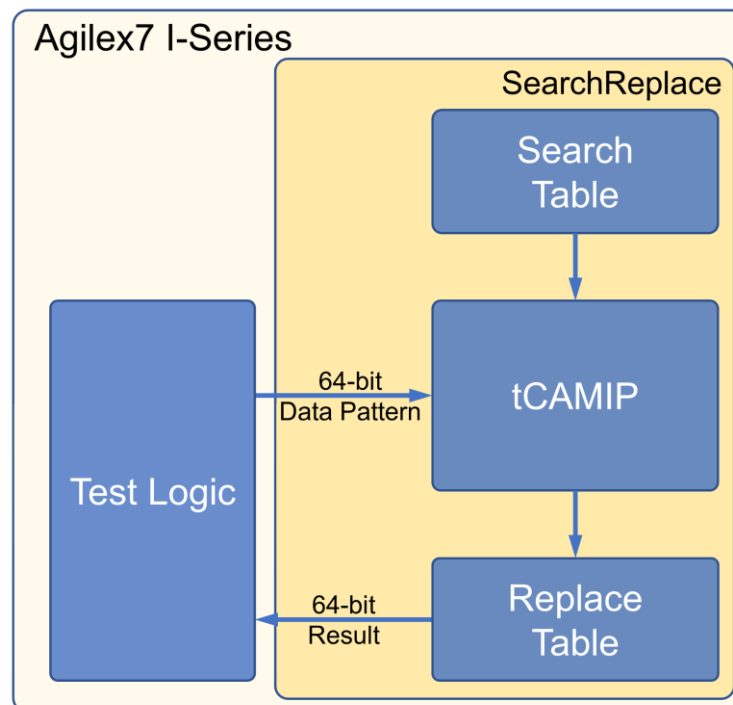 Agilex7 I-Series
SearchReplace
Search
Table
64-bit
Data Pattern
tCAMIP
Test Logic
64-bit
Result
Replace
Table